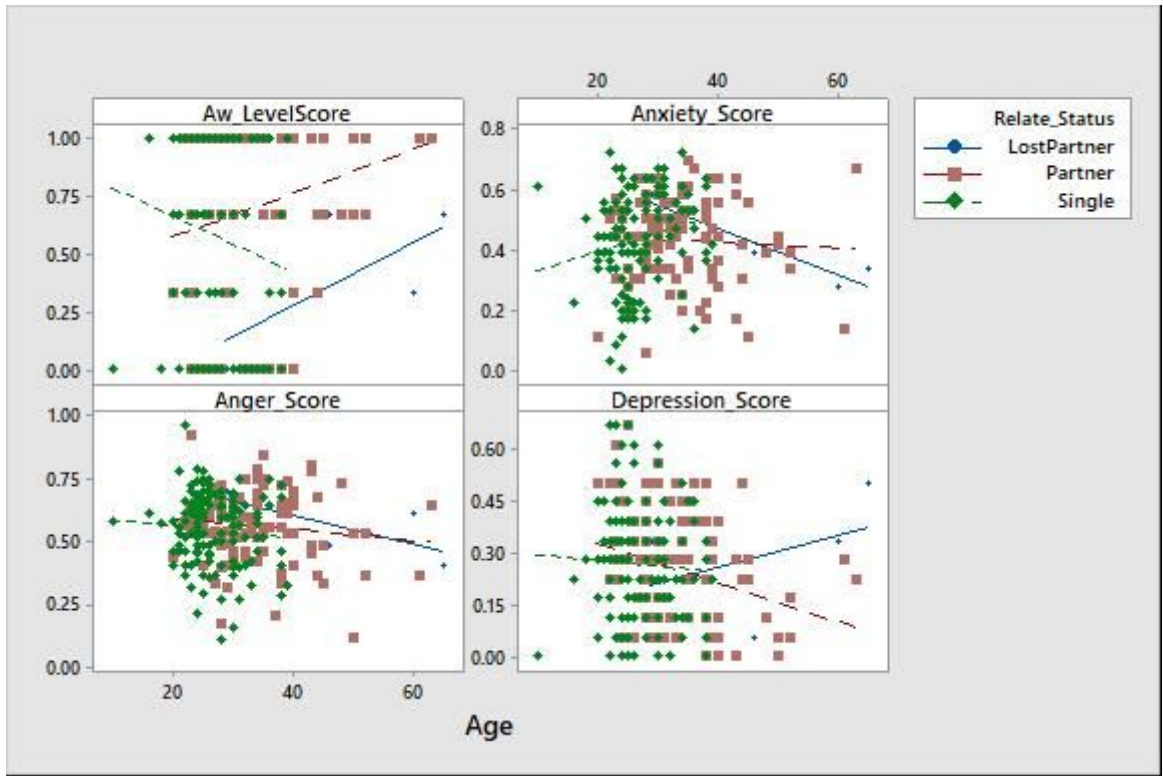 20 40 60
Aw_LevelScore
Anxiety_Score
Relate_Status
LostPartner
Partner
Single
1.00
0.75
0.50
0.25
0.00
0.8
0.6
0.4
0.2
0.0
Anger_Score
Depression_Score
1.00
0.75
0.50
0.25
0.00
0.60
0.45
0.30
0.15
0.00
20 40 60
Age